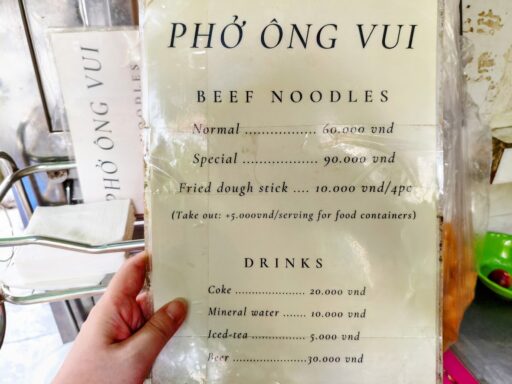 PHỞ ÔNG VUI
BEEF NOODLES
Normal ................. 60.000 vnd
Special ................... 90.000 vnd
Fried dough stick .... 10.000 vnd/4pc
(Take out: +5.000vnd/serving for food containers)
DRINKS
Coke ...................... 20.000 vnd
Mineral water ....... 10.000 vnd
Iced-tea .................. 5.000 vnd
Beer .......................30.000 vnd
PHỞ ÔNG VUI
NOODLES